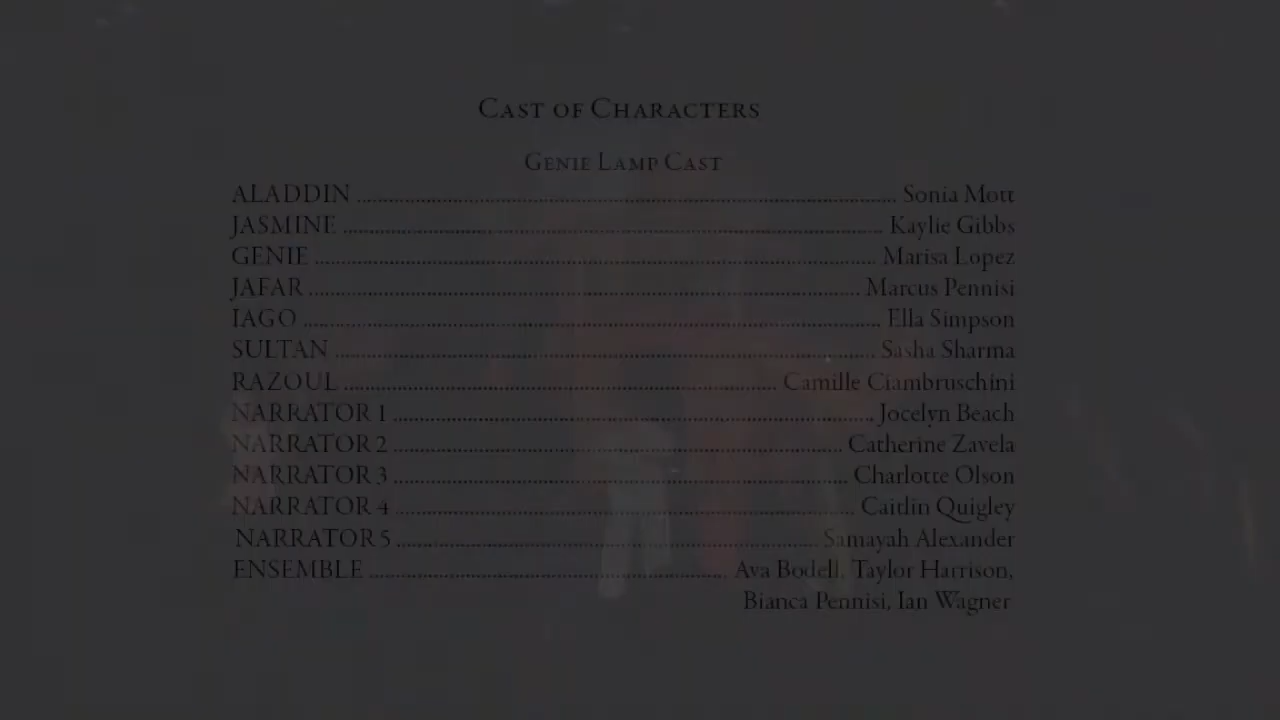 CAST OF CHARACTERS
GENIE LAMP CAST
ALADDIN ........................ Sonia Mott
JASMINE ........................ Kaylie Gibbs
GENIE ........................ Marisa Lopez
JAFAR ........................ Marcus Pennisi
IAGO ........................ Ella Simpson
SULTAN ........................ Sasha Sharma
RAZOUL ........................ Camille Ciambruschini
NARRATOR 1 ........................ Jocelyn Beach
NARRATOR 2 ........................ Catherine Zavela
NARRATOR 3 ........................ Charlotte Olson
NARRATOR 4 ........................ Caitlin Quigley
NARRATOR 5 ........................ Samayah Alexander
ENSEMBLE ........................ Ava Bodell, Taylor Harrison,
Bianca Pennisi, Ian Wagner